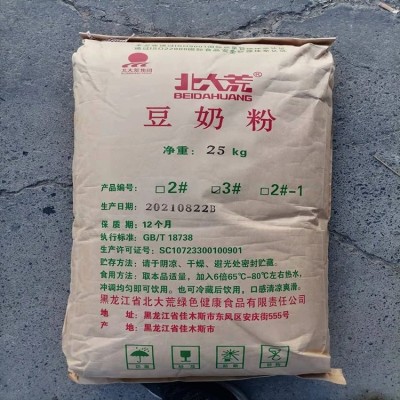 北大荒集团
北大荒®
BEIDAHUANG
豆奶粉
净重：25 kg
产品编号：□2# ☑3# □2#-1
生产日期：20210822B
保质期：12个月
执行标准：GB/T 18738
生产许可证号：SC10723300100901
贮存方法：请于阴凉、干燥、避光处密封贮藏。
食用方法：取本品适量，加入6倍65℃-80℃左右热水，
冲调均匀即可饮用。也可冷藏后饮用，口感清凉爽滑。
黑龙江省北大荒绿色健康食品有限责任公司
地址：黑龙江省佳木斯市东风区安庆街555号
产地：黑龙江省佳木斯市